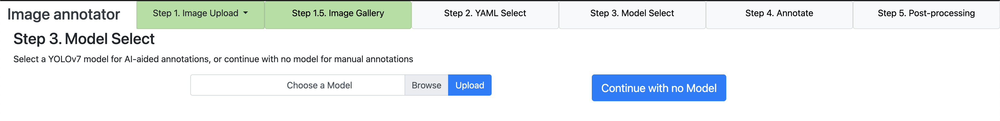 Image annotator
Step 1. Image Upload
Step 1.5. Image Gallery
Step 2. YAML Select
Step 3. Model Select
Step 4. Annotate
Step 5. Post-processing
Step 3. Model Select
Select a YOLOv7 model for AI-aided annotations, or continue with no model for manual annotations
Choose a Model
Browse
Upload
Continue with no Model